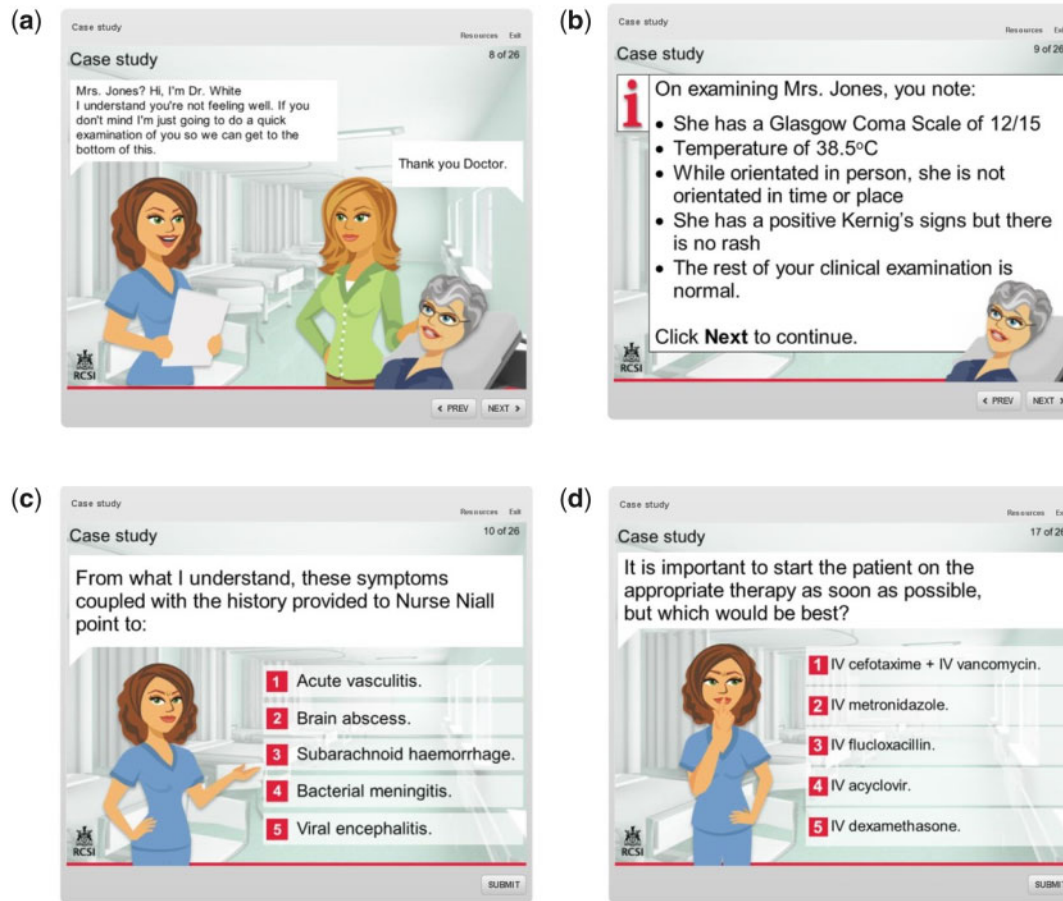 (a)
Case study
Resources Exit
Case study
8 of 26
Mrs. Jones? Hi, I'm Dr. White
I understand you're not feeling well. If you
don't mind I'm just going to do a quick
examination of you so we can get to the
bottom of this.
Thank you Doctor.
RCSI
< PREV NEXT >
(b)
Case study
Resources Exi
Case study
9 of 26
i
On examining Mrs. Jones, you note:
• She has a Glasgow Coma Scale of 12/15
• Temperature of 38.5°C
• While orientated in person, she is not
orientated in time or place
• She has a positive Kernig's signs but there
is no rash
• The rest of your clinical examination is
normal.
Click Next to continue.
RCSI
< PREV NEXT >
(c)
Case study
Resources Exit
Case study
10 of 26
From what I understand, these symptoms
coupled with the history provided to Nurse Niall
point to:
1 Acute vasculitis.
2 Brain abscess.
3 Subarachnoid haemorrhage.
4 Bacterial meningitis.
5 Viral encephalitis.
RCSI
SUBMIT
(d)
Case study
Resources Ex
Case study
17 of 26
It is important to start the patient on the
appropriate therapy as soon as possible,
but which would be best?
1 IV cefotaxime + IV vancomycin.
2 IV metronidazole.
3 IV flucloxacillin.
4 IV acyclovir.
5 IV dexamethasone.
RCSI
SUBMIT